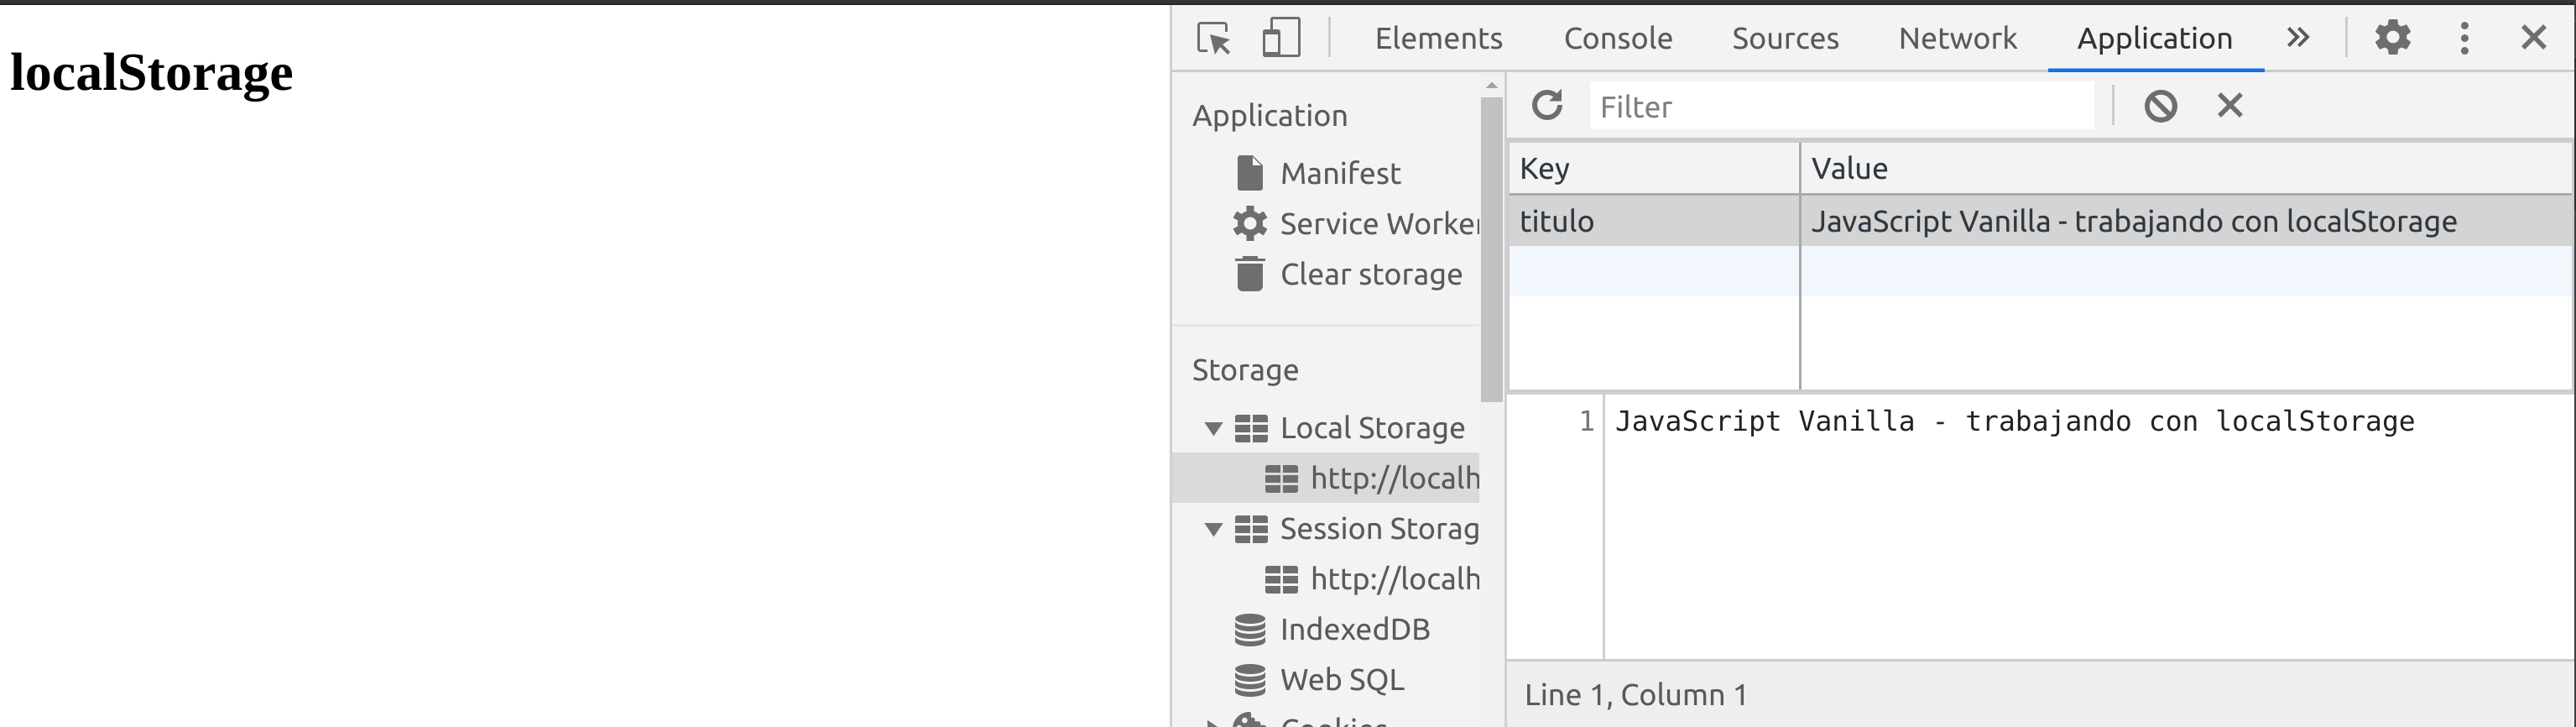 localStorage
Elements Console Sources Network Application
Application
Manifest
Service Worker
Clear storage
Storage
Local Storage
http://localh
Session Storag
http://localh
IndexedDB
Web SQL
Cookies
Filter
Key Value
titulo JavaScript Vanilla - trabajando con localStorage
1 JavaScript Vanilla - trabajando con localStorage
Line 1, Column 1